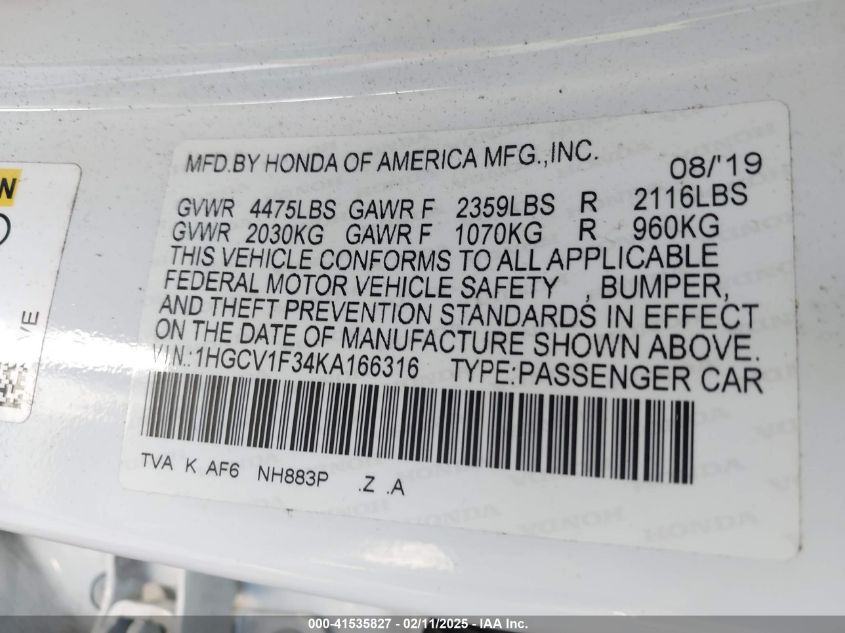 MFD.BY HONDA OF AMERICA MFG.,INC. 08/'19
GVWR 4475LBS GAWR F 2359LBS R 2116LBS
GVWR 2030KG GAWR F 1070KG R 960KG
THIS VEHICLE CONFORMS TO ALL APPLICABLE
FEDERAL MOTOR VEHICLE SAFETY , BUMPER,
AND THEFT PREVENTION STANDARDS IN EFFECT
ON THE DATE OF MANUFACTURE SHOWN ABOVE.
VIN.:1HGCV1F34KA166316 TYPE:PASSENGER CAR
TVA K AF6 NH883P .Z .A
VE
000-41535827 - 02/11/2025 - IAA Inc.